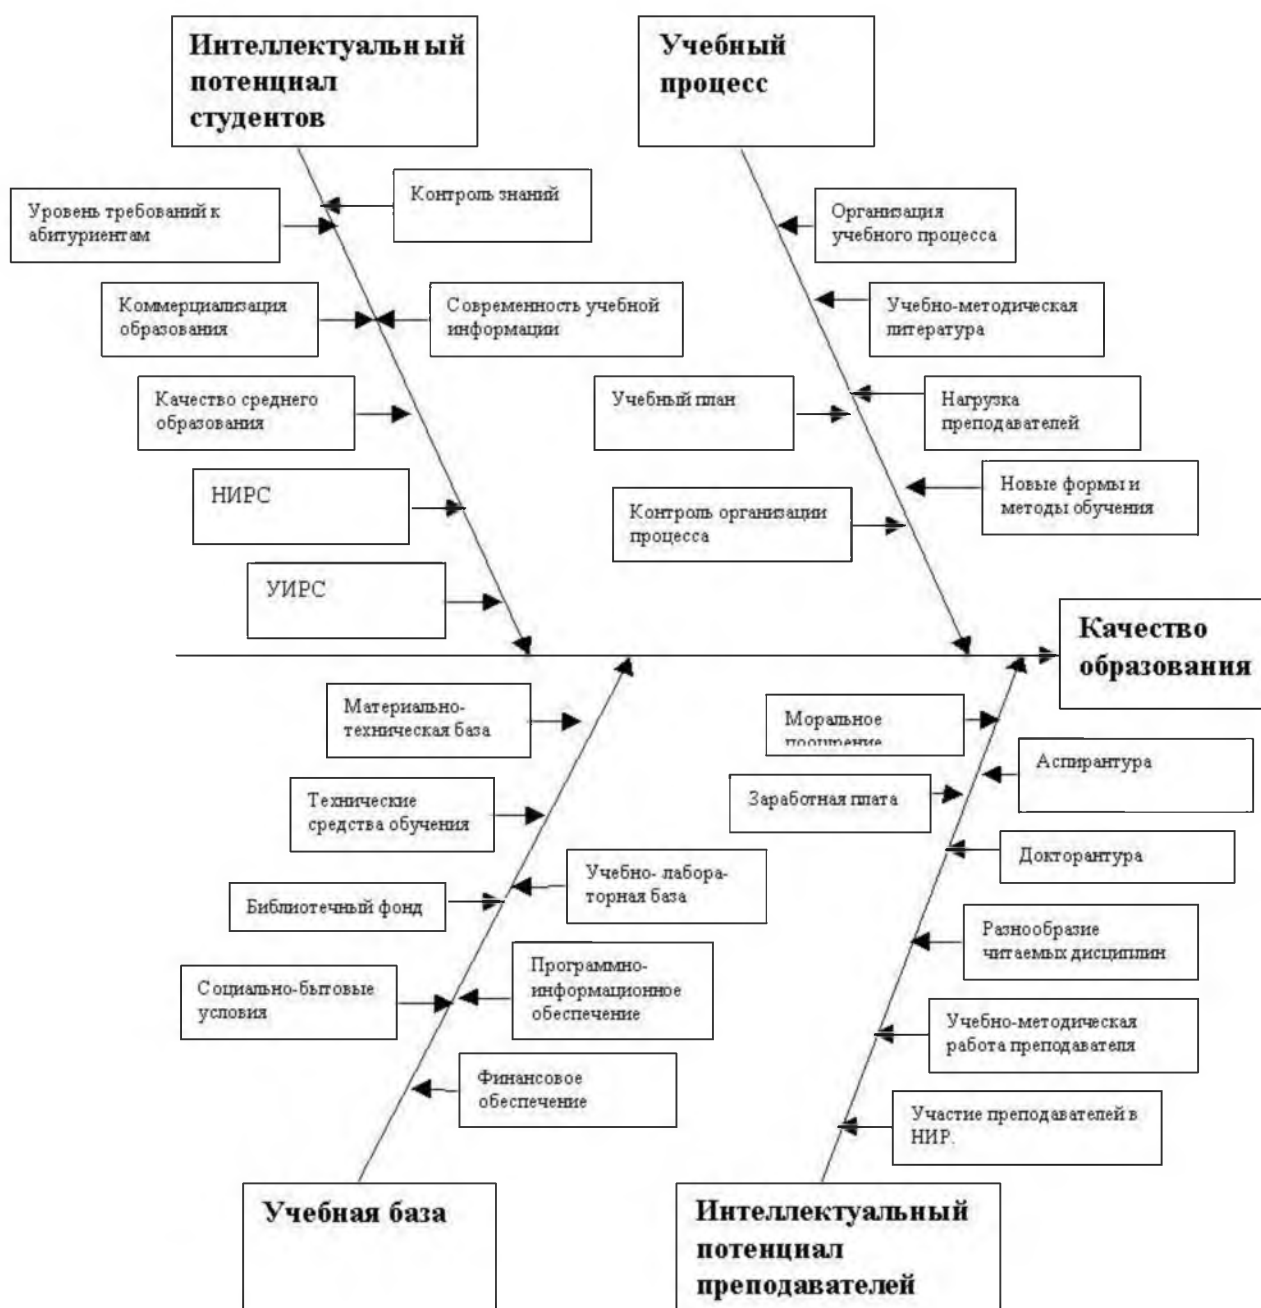 Интеллектуальный
потенциал
студентов
Учебный
процесс
Контроль знаний
Уровень требований к
абитуриентам
Организация
учебного процесса
Коммерциализация
образования
Современность учебной
информации
Учебно-методическая
литература
Качество среднего
образования
Учебный план
Нагрузка
преподавателей
НИРС
Новые формы и
методы обучения
Контроль организации
процесса
УИРС
Качество
образования
Материально-
техническая база
Моральное
поощрение
Аспирантура
Технические
средства обучения
Заработная плата
Учебно- лабора-
торная база
Докторантура
Библиотечный фонд
Разнообразие
читаемых дисциплин
Программно-
информационное
обеспечение
Социально-бытовые
условия
Учебно-методическая
работа преподавателя
Финансовое
обеспечение
Участие преподавателей в
НИР.
Учебная база
Интеллектуальный
потенциал
преподавателей